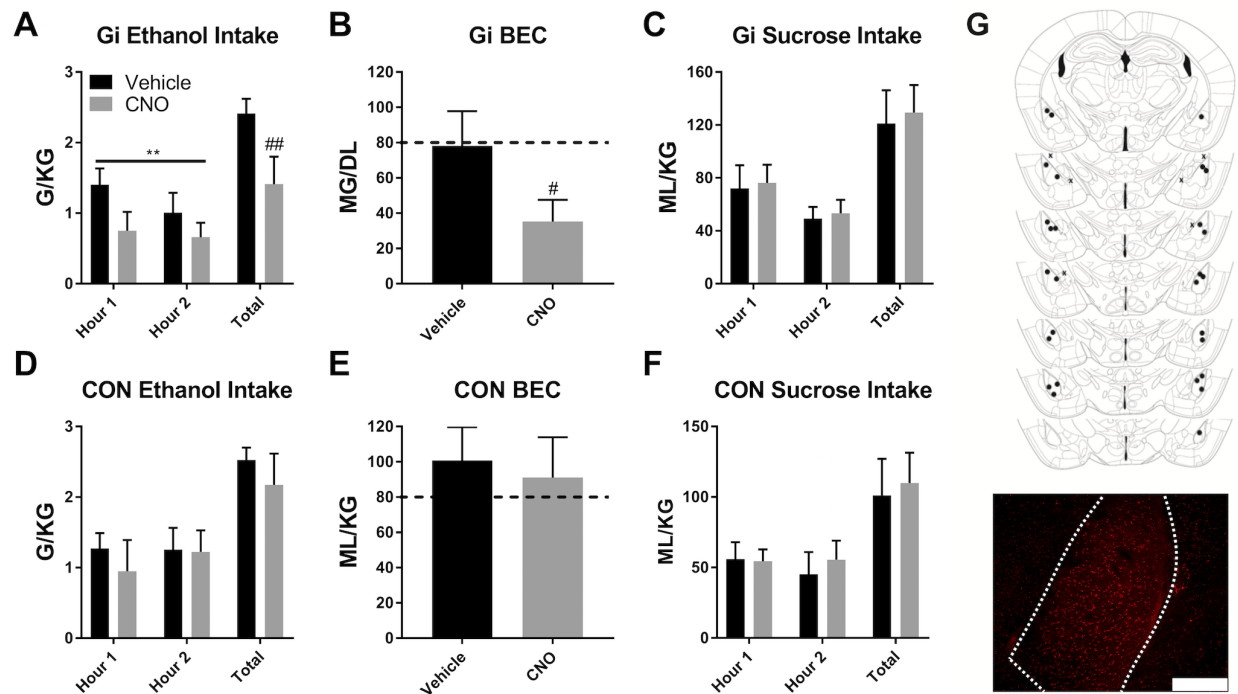 A
Gi Ethanol Intake
G/KG
3
2
1
0
Vehicle
CNO
**
##
Hour 1
Hour 2
Total
B
Gi BEC
MG/DL
120
100
80
60
40
20
0
#
Vehicle
CNO
C
Gi Sucrose Intake
ML/KG
160
120
80
40
0
Hour 1
Hour 2
Total
G
x
x
x
x
x
x
D
CON Ethanol Intake
G/KG
3
2
1
0
Hour 1
Hour 2
Total
E
CON BEC
ML/KG
120
100
80
60
40
20
0
Vehicle
CNO
F
CON Sucrose Intake
ML/KG
150
100
50
0
Hour 1
Hour 2
Total